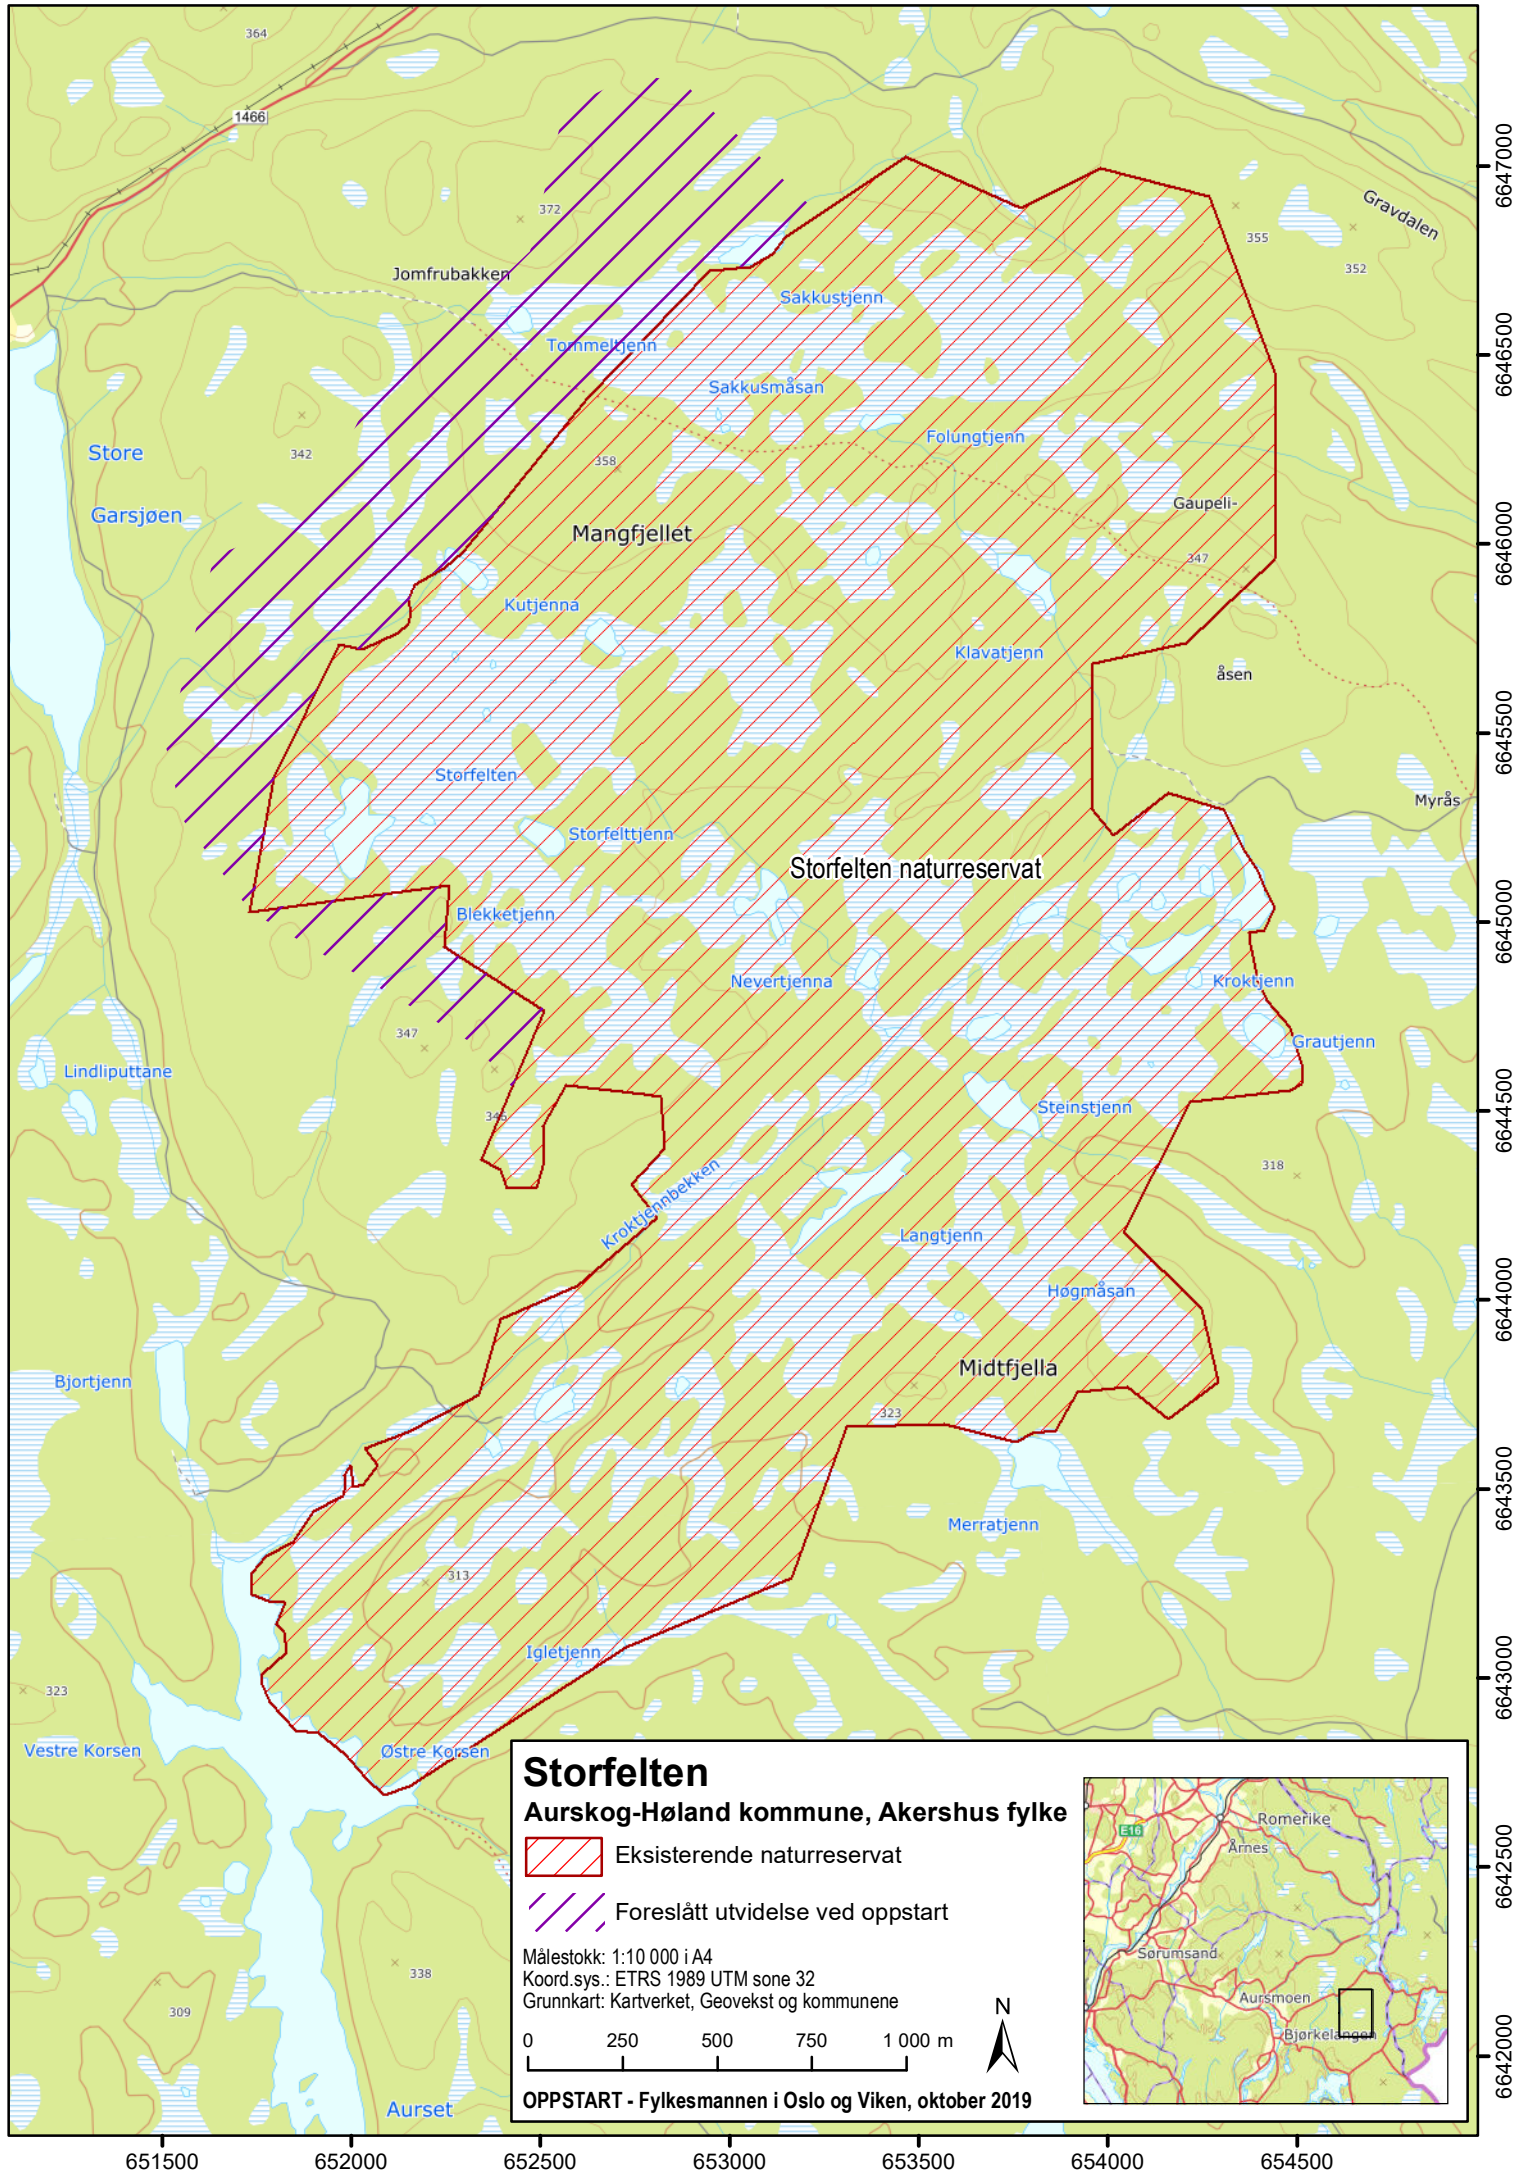 364
1466
6647000
Gravdalen
372
355
352
Jomfrubakken
Sakkustjenn
6646500
Tommeltjenn
Sakkusmåsan
Folungtjenn
Store
Garsjøen
342
358
Gaupeli-
Mangfjellet
6646000
347
Kutjenna
Klavatjenn
åsen
6645500
Storfelten
Myrås
Storfelttjenn
Storfelten naturreservat
Blekketjenn
6645000
Nevertjenna
Kroktjenn
347
Grautjenn
Lindliputtane
Steinstjenn
6644500
346
318
Kroktjennbekken
Langtjenn
Høgmåsan
6644000
Midtfjella
Bjortjenn
323
6643500
Merratjenn
313
Igletjenn
6643000
323
Vestre Korsen
Østre Korsen
Storfelten
Aurskog-Høland kommune, Akershus fylke
Eksisterende naturreservat
Foreslått utvidelse ved oppstart
Målestokk: 1:10 000 i A4
Koord.sys.: ETRS 1989 UTM sone 32
Grunnkart: Kartverket, Geovekst og kommunene
0 250 500 750 1 000 m
N
OPPSTART - Fylkesmannen i Oslo og Viken, oktober 2019
Romerike
E16
Årnes
Sørumsand
Aursmoen
Bjørkelangen
6642500
338
309
6642000
Aurset
651500 652000 652500 653000 653500 654000 654500